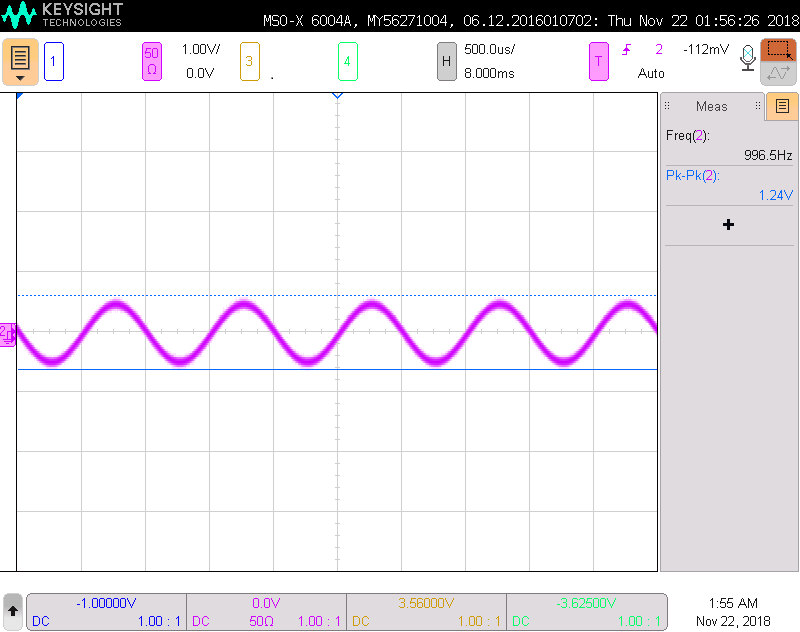 KEYSIGHT
TECHNOLOGIES
MSO-X 6004A, MY56271004, 06.12.2016010702: Thu Nov 22 01:56:26 2018
1
50
Ω
1.00V/
0.0V
3
.
4
H
500.0us/
8.000ms
T
2
-112mV
Auto
Meas
Freq(2):
996.5Hz
Pk-Pk(2):
1.24V
+
2
-1.00000V
DC 1.00 : 1
0.0V
DC 50Ω 1.00 : 1
3.56000V
DC 1.00 : 1
-3.62500V
DC 1.00 : 1
1:55 AM
Nov 22, 2018